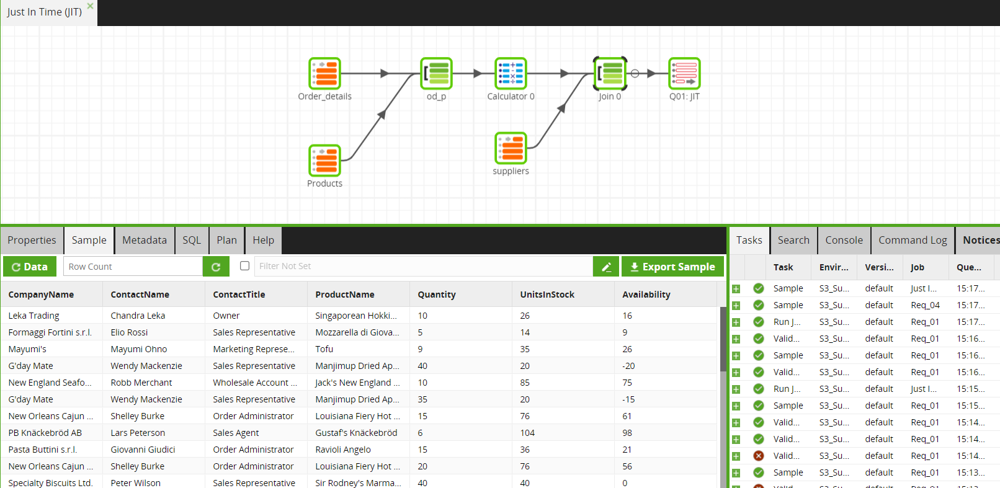 Just In Time (JIT)
Order_details
od_p
Calculator 0
Join 0
Q01: JIT
Products
suppliers
Properties Sample Metadata SQL Plan Help
Data Row Count Filter Not Set Export Sample
CompanyName ContactName ContactTitle ProductName Quantity UnitsInStock Availability
Leka Trading Chandra Leka Owner Singaporean Hokki... 10 26 16
Formaggi Fortini s.r.l. Elio Rossi Sales Representative Mozzarella di Giova... 5 14 9
Mayumi's Mayumi Ohno Marketing Represe... Tofu 9 35 26
G'day Mate Wendy Mackenzie Sales Representative Manjimup Dried Ap... 40 20 -20
New England Seafo... Robb Merchant Wholesale Account ... Jack's New England ... 10 85 75
G'day Mate Wendy Mackenzie Sales Representative Manjimup Dried Ap... 35 20 -15
New Orleans Cajun ... Shelley Burke Order Administrator Louisiana Fiery Hot ... 15 76 61
PB Knäckebröd AB Lars Peterson Sales Agent Gustaf's Knäckebröd 6 104 98
Pasta Buttini s.r.l. Giovanni Giudici Order Administrator Ravioli Angelo 15 36 21
New Orleans Cajun ... Shelley Burke Order Administrator Louisiana Fiery Hot ... 20 76 56
Specialty Biscuits Ltd. Peter Wilson Sales Representative Sir Rodney's Marma... 40 40 0
Tasks Search Console Command Log Notices
Task Envir... Versi... Job Que...
Sample S3_Su... default Just I... 15:17...
Sample S3_Su... default Req_04 15:17...
Run J... S3_Su... default Req_01 15:17...
Valid... S3_Su... default Req_01 15:16...
Sample S3_Su... default Req_01 15:16...
Valid... S3_Su... default Req_01 15:16...
Run J... S3_Su... default Just I... 15:15...
Sample S3_Su... default Req_01 15:15...
Valid... S3_Su... default Req_01 15:14...
Valid... S3_Su... default Req_01 15:14...
Valid... S3_Su... default Req_01 15:14...
Sample S3_Su... default Req_01 15:13...